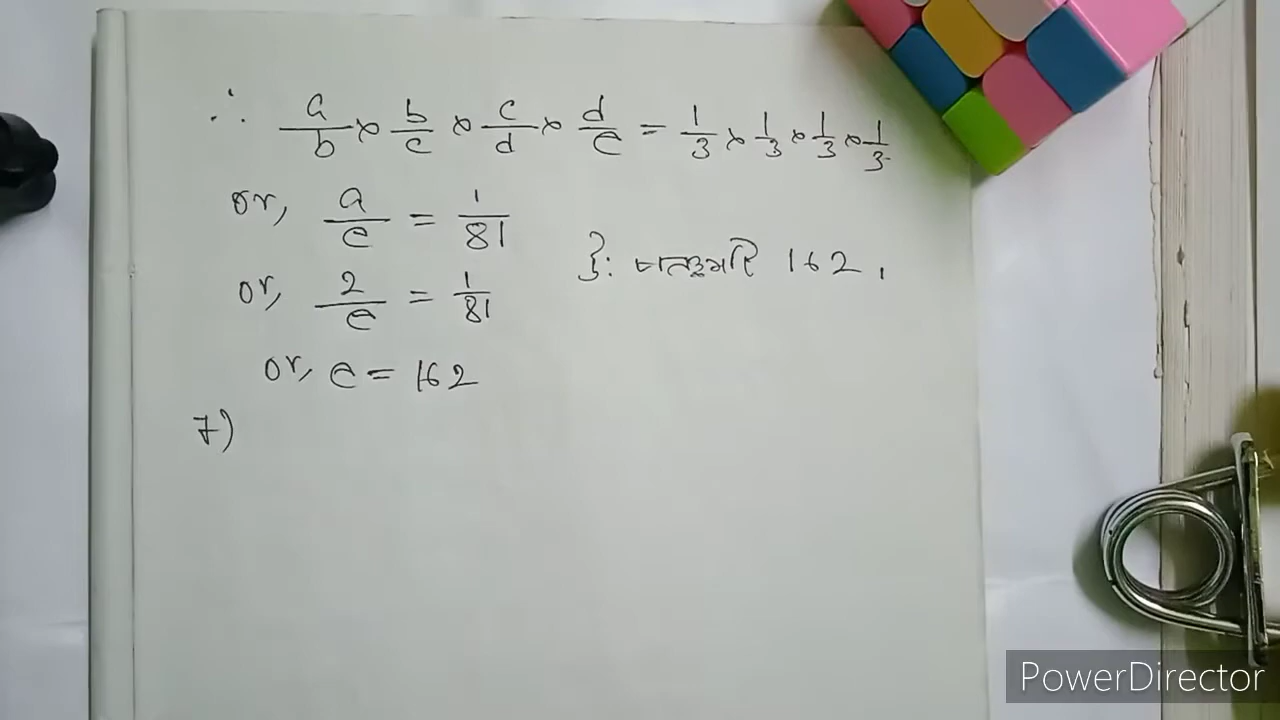 ∴ a/b × b/c × c/d × d/e = 1/3 × 1/3 × 1/3 × 1/3
or, a/e = 1/81
162
or, 2/e = 1/81
or, e = 162
7)
PowerDirector